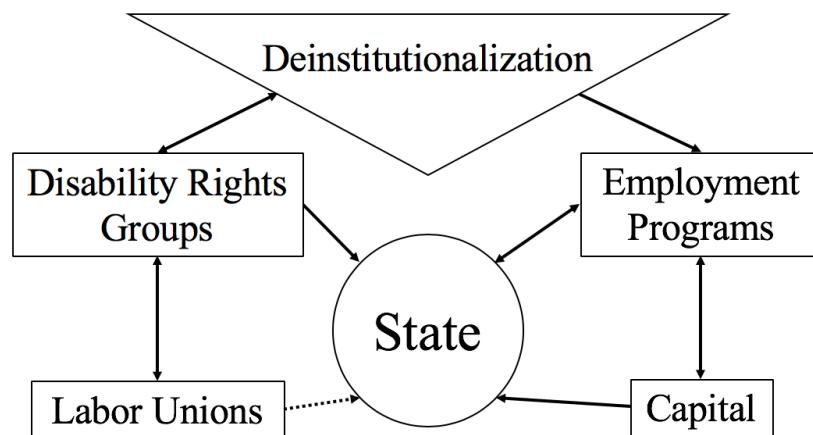 Deinstitutionalization
Disability Rights
Groups
Employment
Programs
State
Labor Unions
Capital